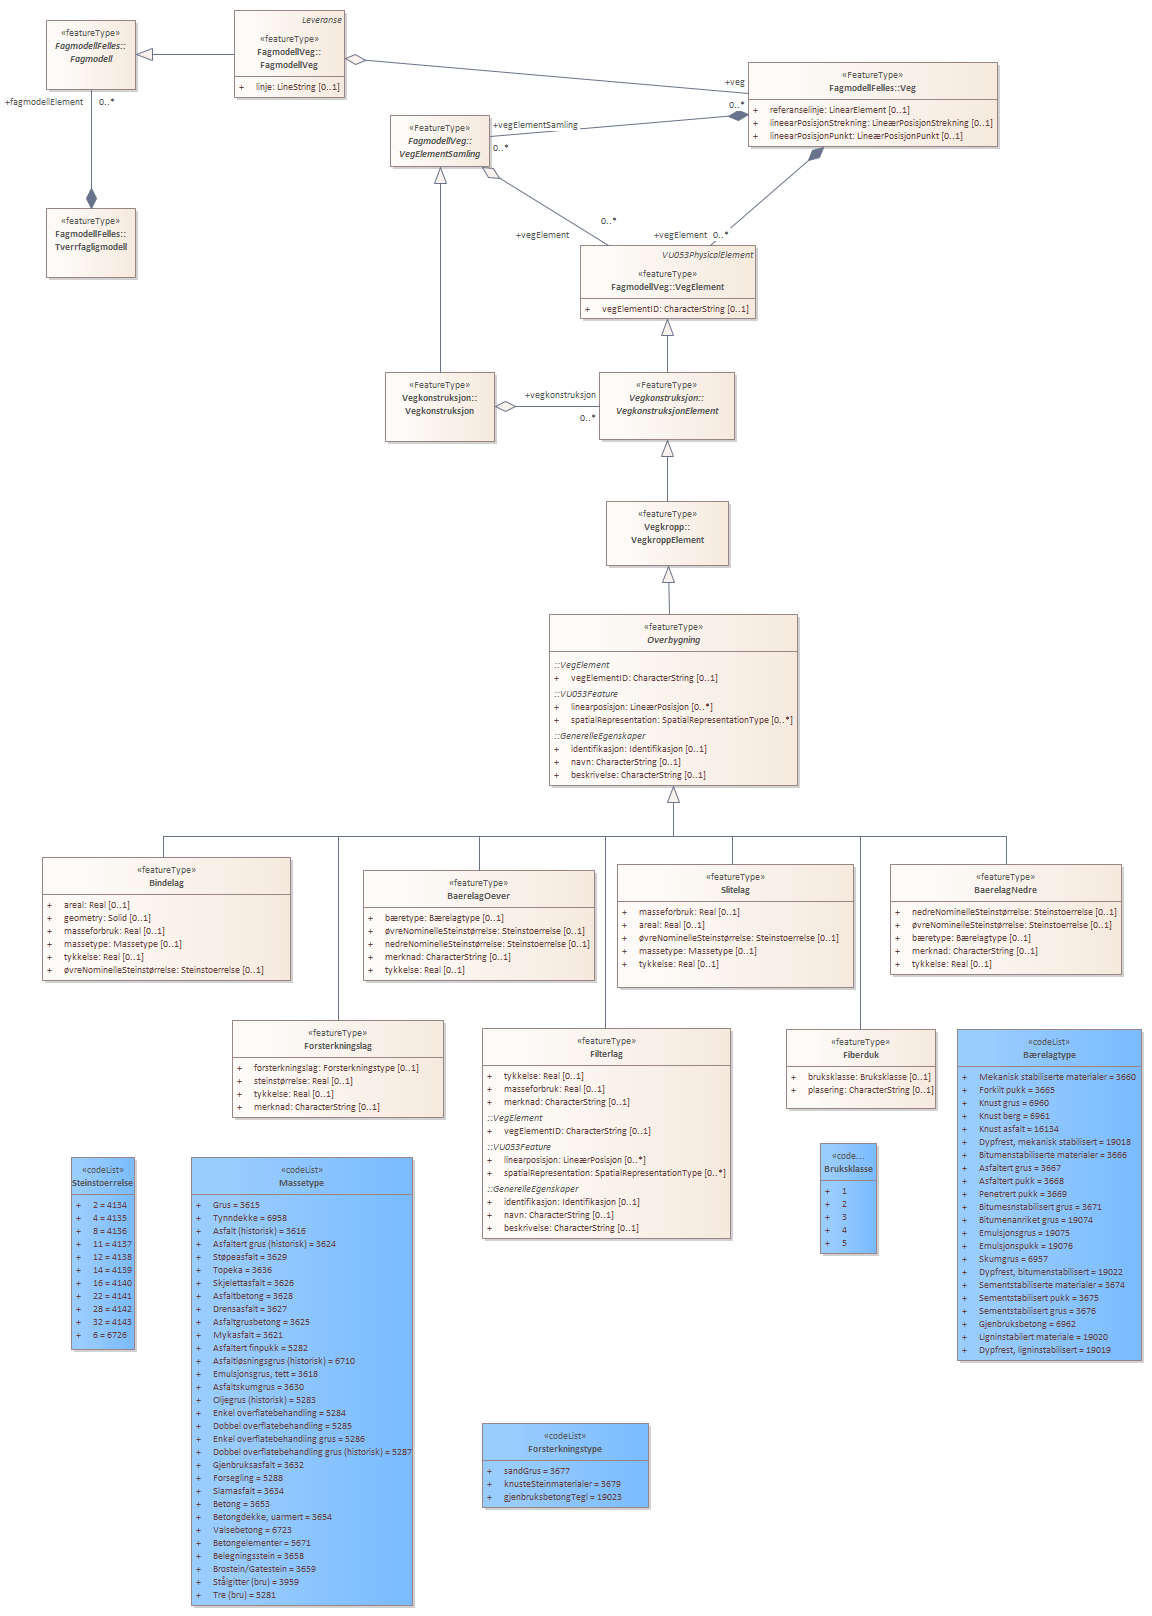 «featureType»
FagmodellFelles::
Fagmodell
Leveranse
«featureType»
FagmodellVeg::
FagmodellVeg
+ linje: LineString [0..1]
+veg
0..*
«FeatureType»
FagmodellFelles::Veg
+ referanselinje: LinearElement [0..1]
+ lineearPosisjonStrekning: LineærPosisjonStrekning [0..1]
+ lineearPosisjonPunkt: LineærPosisjonPunkt [0..1]
+fagmodellElement 0..*
«FeatureType»
FagmodellVeg::
VegElementSamling
+vegElementSamling
0..*
«featureType»
FagmodellFelles::
Tverrfagligmodell
0..*
+vegElement
+vegElement 0..*
VU053PhysicalElement
«featureType»
FagmodellVeg::VegElement
+ vegElementID: CharacterString [0..1]
«FeatureType»
Vegkonstruksjon::
Vegkonstruksjon
+vegkonstruksjon
0..*
«FeatureType»
Vegkonstruksjon::
VegkonstruksjonElement
«featureType»
Vegkropp::
VegkroppElement
«featureType»
Overbygning
::VegElement
+ vegElementID: CharacterString [0..1]
::VU053Feature
+ linearposisjon: LineærPosisjon [0..*]
+ spatialRepresentation: SpatialRepresentationType [0..*]
::GenerelleEgenskaper
+ identifikasjon: Identifikasjon [0..1]
+ navn: CharacterString [0..1]
+ beskrivelse: CharacterString [0..1]
«featureType»
Bindelag
+ areal: Real [0..1]
+ geometry: Solid [0..1]
+ masseforbruk: Real [0..1]
+ massetype: Massetype [0..1]
+ tykkelse: Real [0..1]
+ øvreNominelleSteinstørrelse: Steinstoerrelse [0..1]
«featureType»
BaerelagOever
+ bæretype: Bærelagtype [0..1]
+ øvreNominelleSteinstørrelse: Steinstoerrelse [0..1]
+ nedreNominelleSteinstørrelse: Steinstoerrelse [0..1]
+ merknad: CharacterString [0..1]
+ tykkelse: Real [0..1]
«featureType»
Slitelag
+ masseforbruk: Real [0..1]
+ areal: Real [0..1]
+ øvreNominelleSteinstørrelse: Steinstoerrelse [0..1]
+ massetype: Massetype [0..1]
+ tykkelse: Real [0..1]
«featureType»
BaerelagNedre
+ nedreNominelleSteinstørrelse: Steinstoerrelse [0..1]
+ øvreNominelleSteinstørrelse: Steinstoerrelse [0..1]
+ bæretype: Bærelagtype [0..1]
+ merknad: CharacterString [0..1]
+ tykkelse: Real [0..1]
«featureType»
Forsterkningslag
+ forsterkningslag: Forsterkningstype [0..1]
+ steinstørrelse: Real [0..1]
+ tykkelse: Real [0..1]
+ merknad: CharacterString [0..1]
«featureType»
Filterlag
+ tykkelse: Real [0..1]
+ masseforbruk: Real [0..1]
+ merknad: CharacterString [0..1]
::VegElement
+ vegElementID: CharacterString [0..1]
::VU053Feature
+ linearposisjon: LineærPosisjon [0..*]
+ spatialRepresentation: SpatialRepresentationType [0..*]
::GenerelleEgenskaper
+ identifikasjon: Identifikasjon [0..1]
+ navn: CharacterString [0..1]
+ beskrivelse: CharacterString [0..1]
«featureType»
Fiberduk
+ bruksklasse: Bruksklasse [0..1]
+ plasering: CharacterString [0..1]
«codeList»
Bærelagtype
+ Mekanisk stabiliserte materialer = 3660
+ Forkilt pukk = 3665
+ Knust grus = 6960
+ Knust berg = 6961
+ Knust asfalt = 16134
+ Dypfrest, mekanisk stabilisert = 19018
+ Bitumenstabiliserte materialer = 3666
+ Asfaltert grus = 3667
+ Asfaltert pukk = 3668
+ Penetrert pukk = 3669
+ Bitumesnstabilisert grus = 3671
+ Bitumenanriket grus = 19074
+ Emulsjonsgrus = 19075
+ Emulsjonspukk = 19076
+ Skumgrus = 6957
+ Dypfrest, bitumenstabilisert = 19022
+ Sementstabiliserte materialer = 3674
+ Sementstabilisert pukk = 3675
+ Sementstabilisert grus = 3676
+ Gjenbruksbetong = 6962
+ Ligninstabilert materiale = 19020
+ Dypfrest, ligninstabilisert = 19019
«codeList»
Steinstoerrelse
+ 2 = 4134
+ 4 = 4135
+ 8 = 4136
+ 11 = 4137
+ 12 = 4138
+ 14 = 4139
+ 16 = 4140
+ 22 = 4141
+ 28 = 4142
+ 32 = 4143
+ 6 = 6726
«codeList»
Massetype
+ Grus = 3615
+ Tynndekke = 6958
+ Asfalt (historisk) = 3616
+ Asfaltert grus (historisk) = 3624
+ Støpeasfalt = 3629
+ Topeka = 3636
+ Skjelettasfalt = 3626
+ Asfaltbetong = 3628
+ Drensasfalt = 3627
+ Asfaltgrusbetong = 3625
+ Mykasfalt = 3621
+ Asfaltert finpukk = 5282
+ Asfaltløsningsgrus (historisk) = 6710
+ Emulsjonsgrus, tett = 3618
+ Asfaltskumgrus = 3630
+ Oljegrus (historisk) = 5283
+ Enkel overflatebehandling = 5284
+ Dobbel overflatebehandling = 5285
+ Enkel overflatebehandling grus = 5286
+ Dobbel overflatebehandling grus (historisk) = 5287
+ Gjenbruksasfalt = 3632
+ Forsegling = 5288
+ Slamasfalt = 3634
+ Betong = 3653
+ Betongdekke, uarmert = 3654
+ Valsebetong = 6723
+ Betongelementer = 5671
+ Belegningsstein = 3658
+ Brostein/Gatestein = 3659
+ Stålgitter (bru) = 3959
+ Tre (bru) = 5281
«code...
Bruksklasse
+ 1
+ 2
+ 3
+ 4
+ 5
«codeList»
Forsterkningstype
+ sandGrus = 3677
+ knusteSteinmaterialer = 3679
+ gjenbruksbetongTegl = 19023